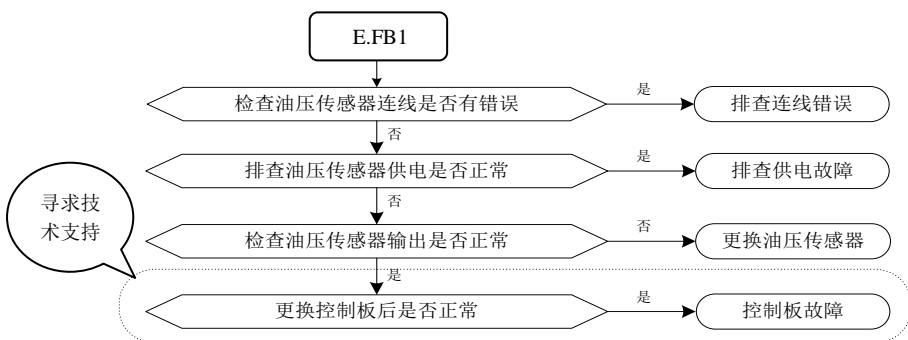 E.FB1
检查油压传感器连线是否有错误
是
排查连线错误
否
排查油压传感器供电是否正常
是
排查供电故障
否
寻求技
术支持
检查油压传感器输出是否正常
否
更换油压传感器
是
更换控制板后是否正常
是
控制板故障